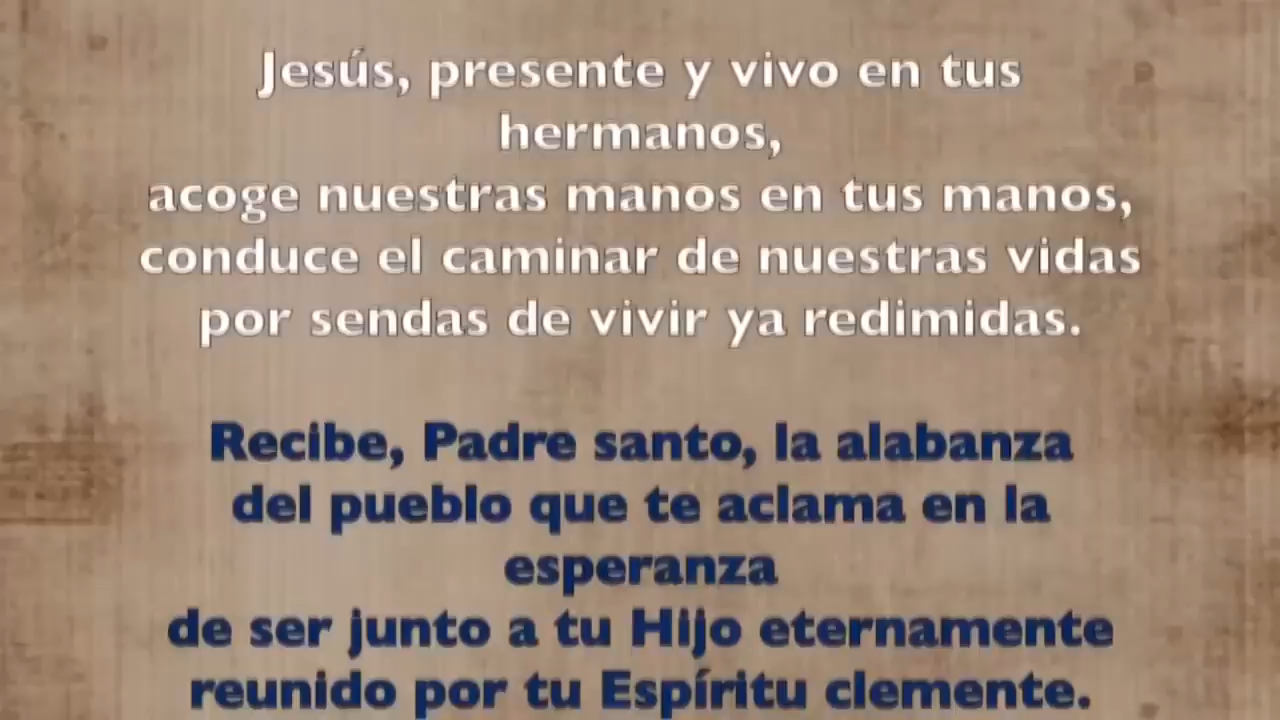 Jesús, presente y vivo en tus
hermanos,
acoge nuestras manos en tus manos,
conduce el caminar de nuestras vidas
por sendas de vivir ya redimidas.
Recibe, Padre santo, la alabanza
del pueblo que te aclama en la
esperanza
de ser junto a tu Hijo eternamente
reunido por tu Espíritu clemente.